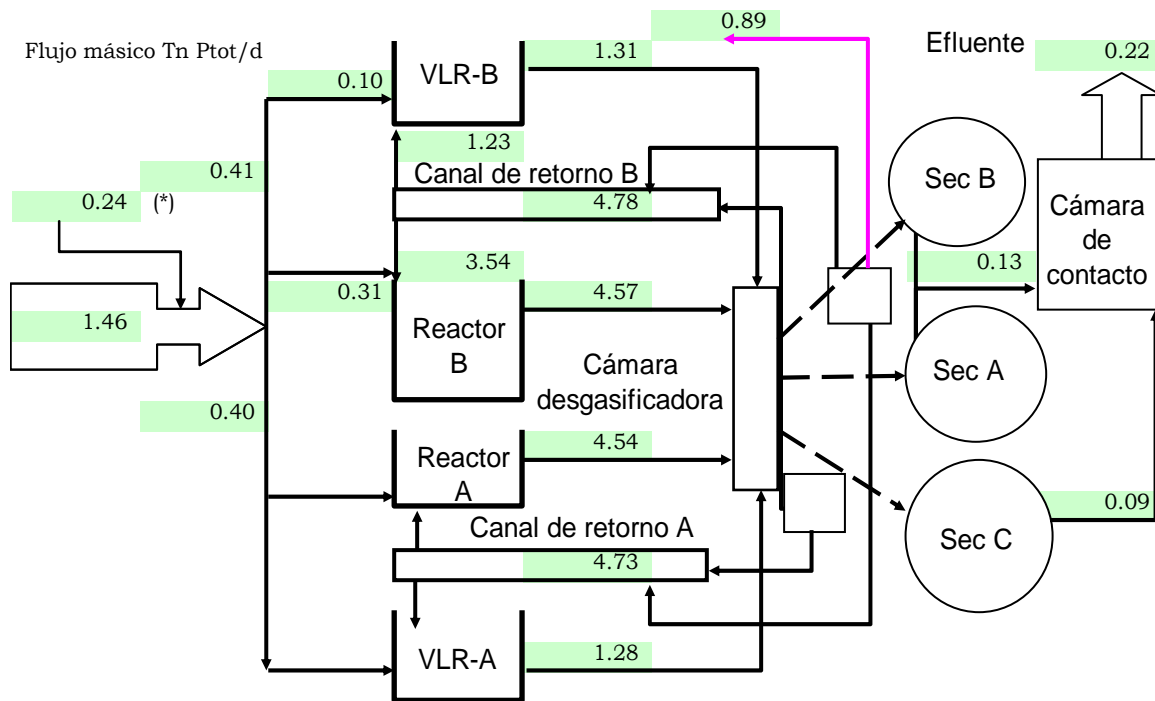 0.89
0.22
Flujo másico Tn Ptot/d
1.31
Efluente
0.10
VLR-B
1.23
0.41
Canal de retorno B
Sec B
0.24
(*)
4.78
Cámara
de
contacto
3.54
0.13
0.31
4.57
1.46
Reactor
B
Cámara
desgasificadora
Sec A
0.40
4.54
Reactor
A
0.09
Canal de retorno A
Sec C
4.73
VLR-A
1.28